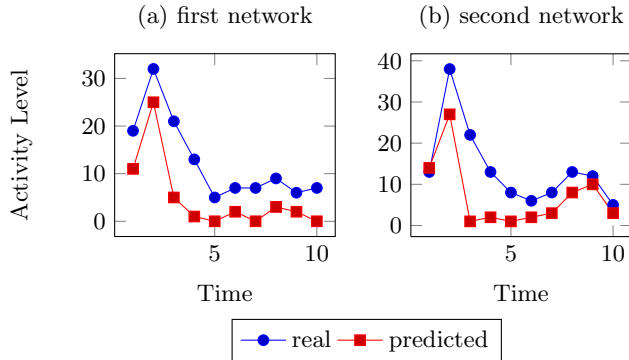 (a) first network
(b) second network
Activity Level
30
20
10
0
5
10
Time
40
30
20
10
0
5
10
Time
real
predicted